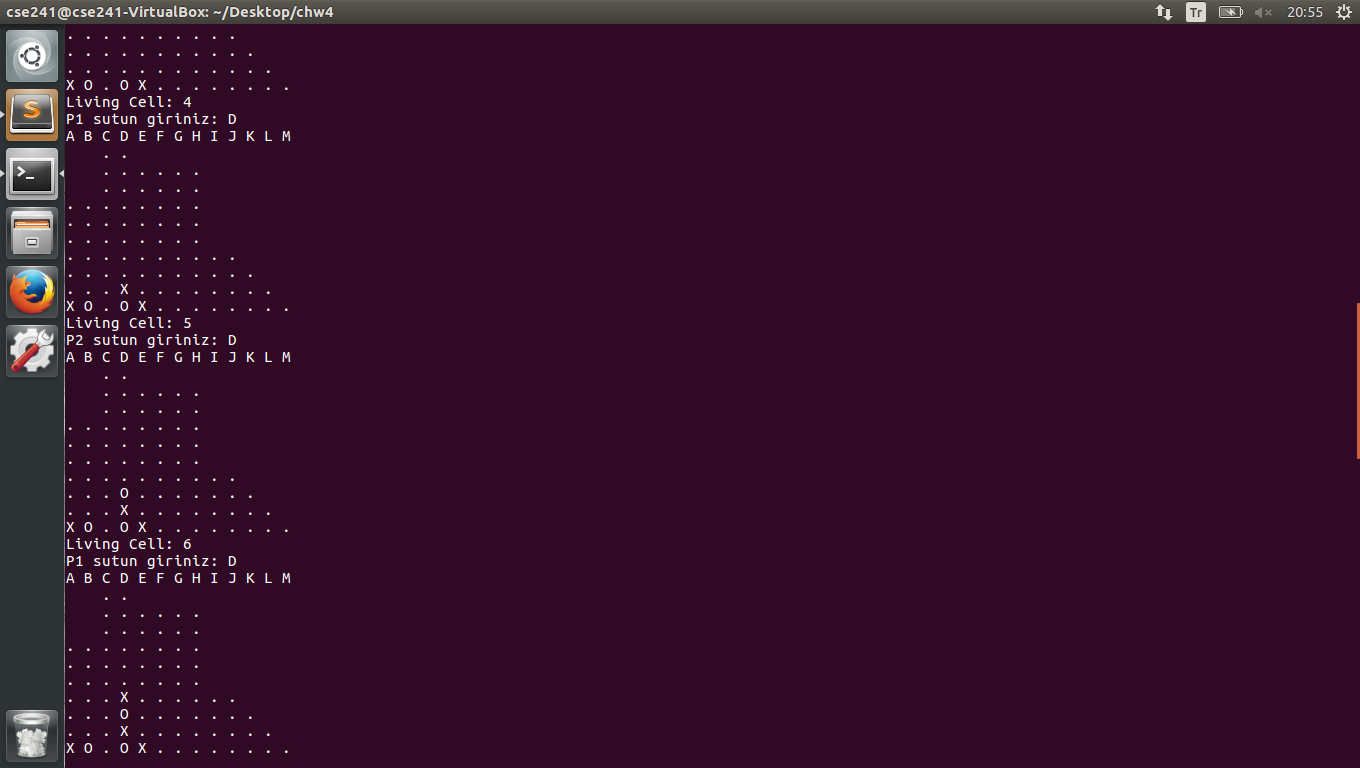 cse241@cse241-VirtualBox: ~/Desktop/chw4 Tr 20:55
. . . . . . . . . .
. . . . . . . . . . .
. . . . . . . . . . . .
X O . O X . . . . . . . .
Living Cell: 4
P1 sutun giriniz: D
A B C D E F G H I J K L M
    . .
    . . . . . .
    . . . . . .
. . . . . . . .
. . . . . . . .
. . . . . . . .
. . . . . . . . . .
. . . . . . . . . . .
. . . X . . . . . . . .
X O . O X . . . . . . . .
Living Cell: 5
P2 sutun giriniz: D
A B C D E F G H I J K L M
    . .
    . . . . . .
    . . . . . .
. . . . . . . .
. . . . . . . .
. . . . . . . .
. . . . . . . . . .
. . . O . . . . . . .
. . . X . . . . . . . .
X O . O X . . . . . . . .
Living Cell: 6
P1 sutun giriniz: D
A B C D E F G H I J K L M
    . .
    . . . . . .
    . . . . . .
. . . . . . . .
. . . . . . . .
. . . . . . . .
. . . X . . . . . .
. . . O . . . . . . .
. . . X . . . . . . . .
X O . O X . . . . . . . .